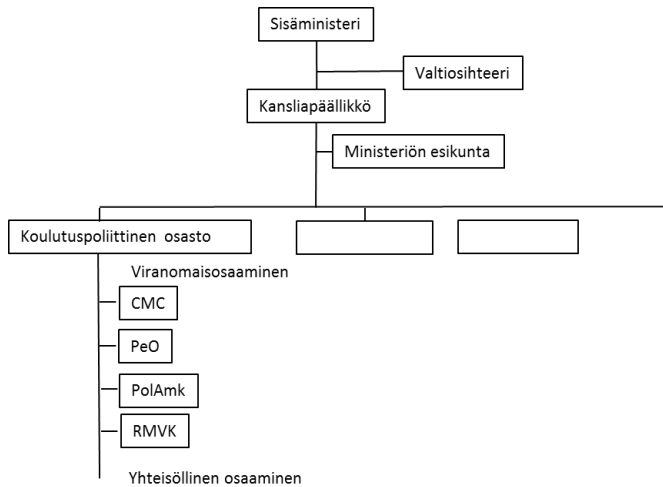 Sisäministeri
Valtiosihteeri
Kansliapäällikkö
Ministeriön esikunta
Koulutuspoliittinen osasto
Viranomaisosaaminen
CMC
PeO
PolAmk
RMVK
Yhteisöllinen osaaminen